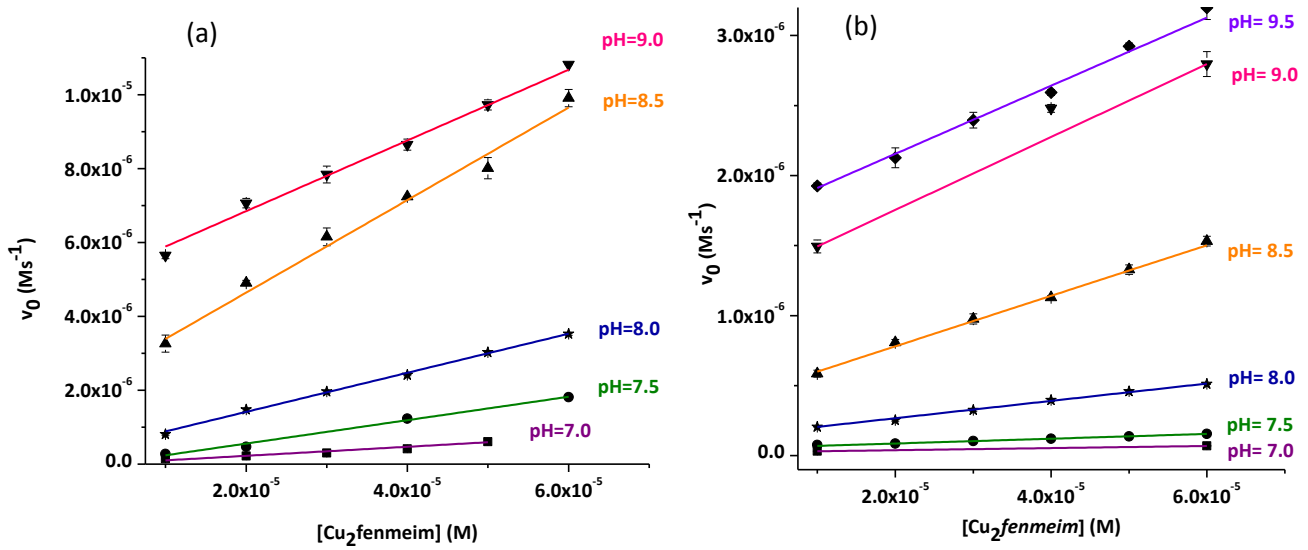 (a)
pH=9.0
pH=8.5
pH=8.0
pH=7.5
pH=7.0
1.0x10⁻⁵
8.0x10⁻⁶
6.0x10⁻⁶
4.0x10⁻⁶
2.0x10⁻⁶
0.0
v₀ (Ms⁻¹)
2.0x10⁻⁵ 4.0x10⁻⁵ 6.0x10⁻⁵
[Cu₂fenmeim] (M)
(b)
pH= 9.5
pH= 9.0
pH= 8.5
pH= 8.0
pH= 7.5
pH= 7.0
3.0x10⁻⁶
2.0x10⁻⁶
1.0x10⁻⁶
0.0
v₀ (Ms⁻¹)
2.0x10⁻⁵ 4.0x10⁻⁵ 6.0x10⁻⁵
[Cu₂fenmeim] (M)